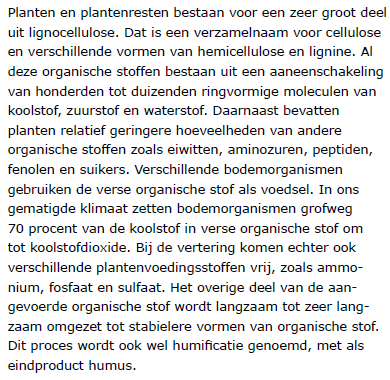 Planten en plantenresten bestaan voor een zeer groot deel
uit lignocellulose. Dat is een verzamelnaam voor cellulose
en verschillende vormen van hemicellulose en lignine. Al
deze organische stoffen bestaan uit een aaneenschakeling
van honderden tot duizenden ringvormige moleculen van
koolstof, zuurstof en waterstof. Daarnaast bevatten
planten relatief geringere hoeveelheden van andere
organische stoffen zoals eiwitten, aminozuren, peptiden,
fenolen en suikers. Verschillende bodemorganismen
gebruiken de verse organische stof als voedsel. In ons
gematigde klimaat zetten bodemorganismen grofweg
70 procent van de koolstof in verse organische stof om
tot koolstofdioxide. Bij de vertering komen echter ook
verschillende plantenvoedingsstoffen vrij, zoals ammo-
nium, fosfaat en sulfaat. Het overige deel van de aan-
gevoerde organische stof wordt langzaam tot zeer lang-
zaam omgezet tot stabielere vormen van organische stof.
Dit proces wordt ook wel humificatie genoemd, met als
eindproduct humus.